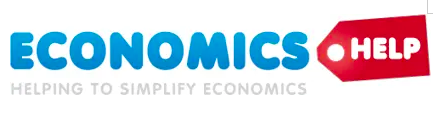 ECONOMICS HELP
HELPING TO SIMPLIFY ECONOMICS